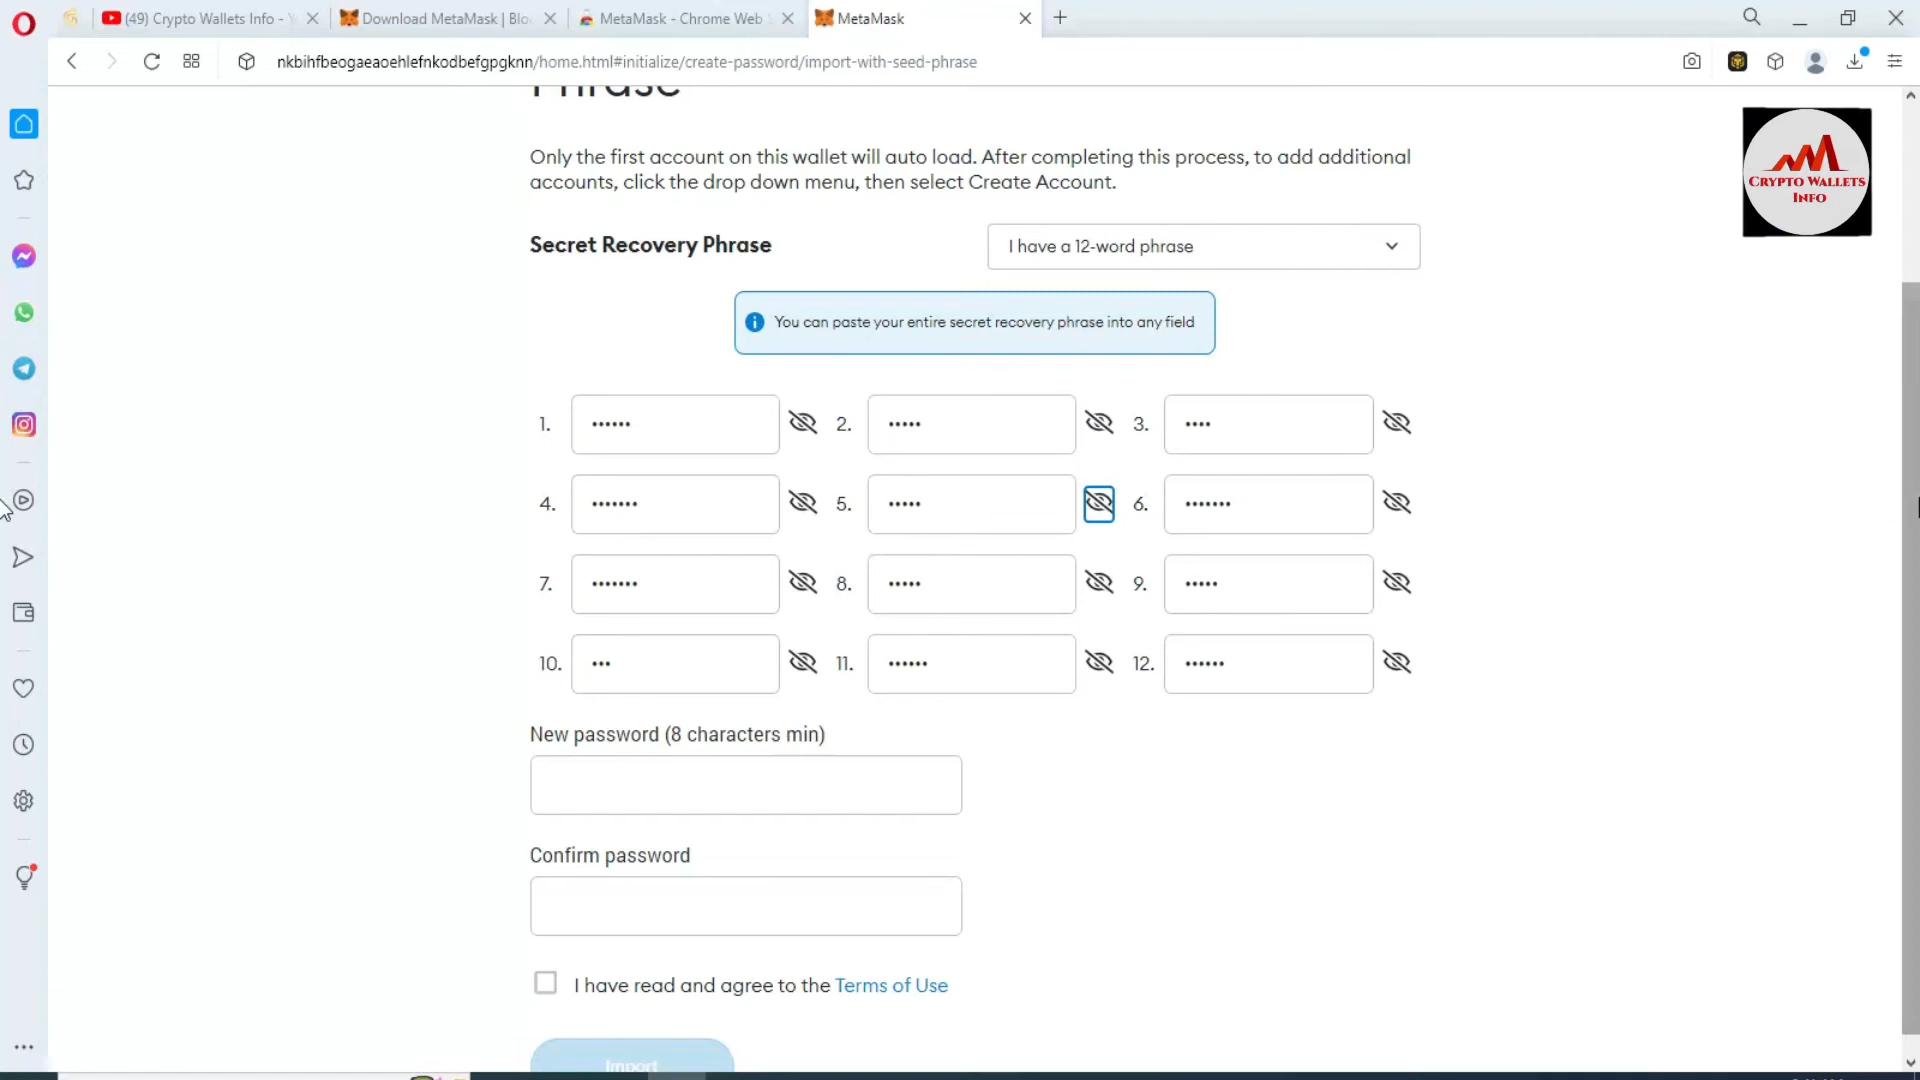 (49) Crypto Wallets Info -
Download MetaMask | Blo
MetaMask - Chrome Web
MetaMask
nkbihfbeogaeaoehlefnkodbefgpgknn/home.html#initialize/create-password/import-with-seed-phrase
Phrase
Only the first account on this wallet will auto load. After completing this process, to add additional
accounts, click the drop down menu, then select Create Account.
CRYPTO WALLETS
INFO
Secret Recovery Phrase
I have a 12-word phrase
You can paste your entire secret recovery phrase into any field
1. •••••• 2. ••••• 3. ••••
4. ••••••• 5. ••••• 6. •••••••
7. ••••••• 8. ••••• 9. •••••
10. ••• 11. •••••• 12. ••••••
New password (8 characters min)
Confirm password
I have read and agree to the Terms of Use
Import